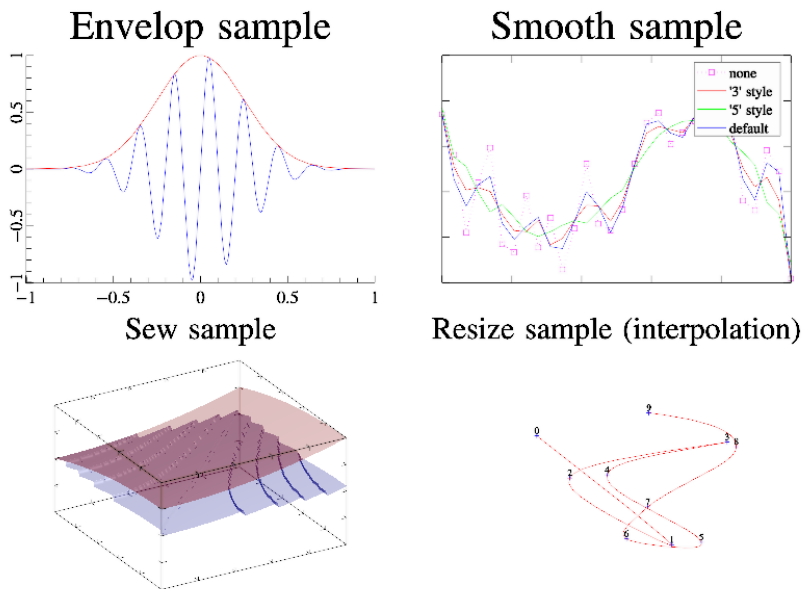 Envelop sample
Smooth sample
1
0.5
0
−0.5
−1
−1
−0.5
0
0.5
1
none
'3' style
'5' style
default
Sew sample
Resize sample (interpolation)
9
0
3
8
2
4
7
6
1
5